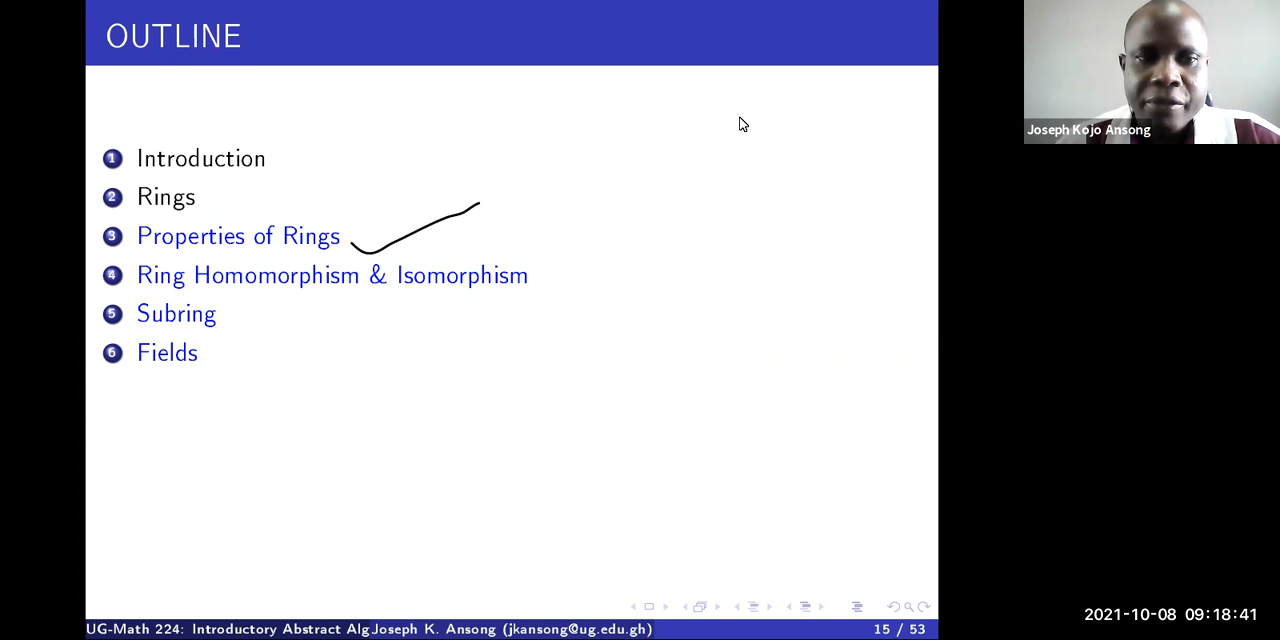 OUTLINE
Joseph Kojo Ansong
1 Introduction
2 Rings
3 Properties of Rings
4 Ring Homomorphism & Isomorphism
5 Subring
6 Fields
2021-10-08 09:18:41
UG-Math 224: Introductory Abstract Alg Joseph K. Ansong (jkansong@ug.edu.gh) 15 / 53